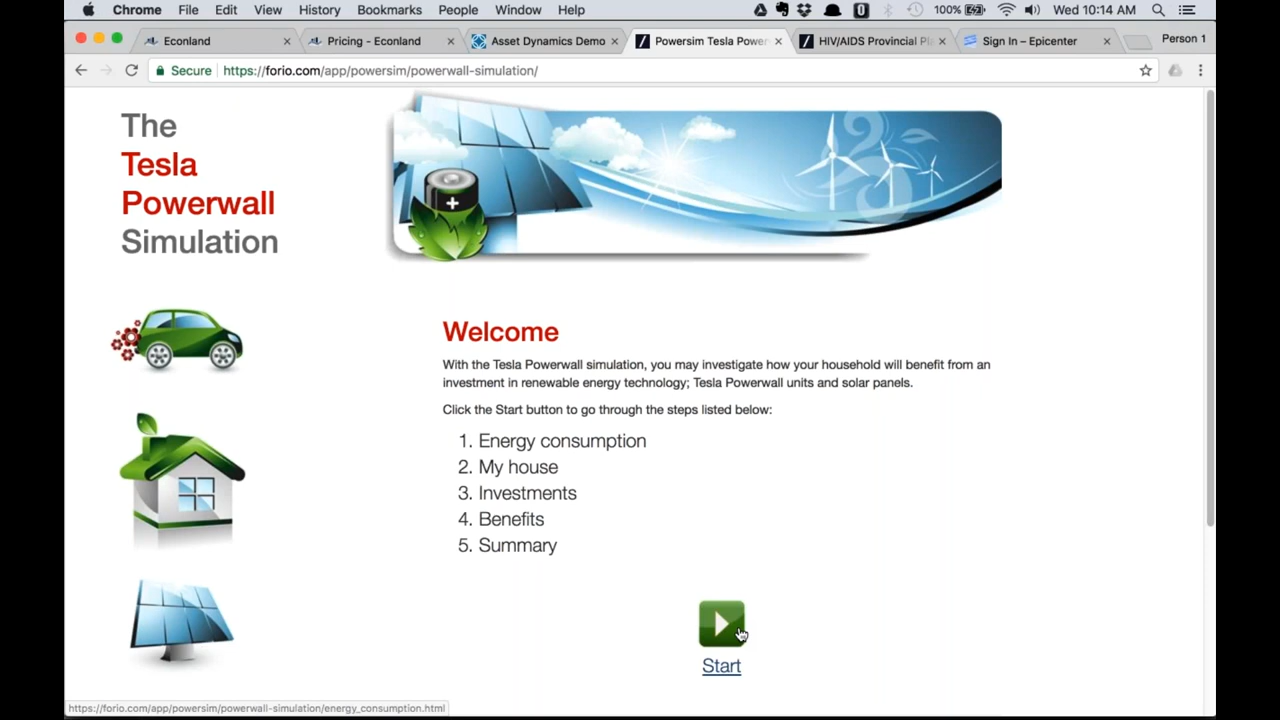 Chrome File Edit View History Bookmarks People Window Help 100% Wed 10:14 AM
Econland Pricing - Econland Asset Dynamics Demo Powersim Tesla Power HIV/AIDS Provincial Pl Sign In – Epicenter Person 1
Secure https://forio.com/app/powersim/powerwall-simulation/
The
Tesla
Powerwall
Simulation
Welcome
With the Tesla Powerwall simulation, you may investigate how your household will benefit from an
investment in renewable energy technology; Tesla Powerwall units and solar panels.
Click the Start button to go through the steps listed below:
1. Energy consumption
2. My house
3. Investments
4. Benefits
5. Summary
Start
https://forio.com/app/powersim/powerwall-simulation/energy_consumption.html